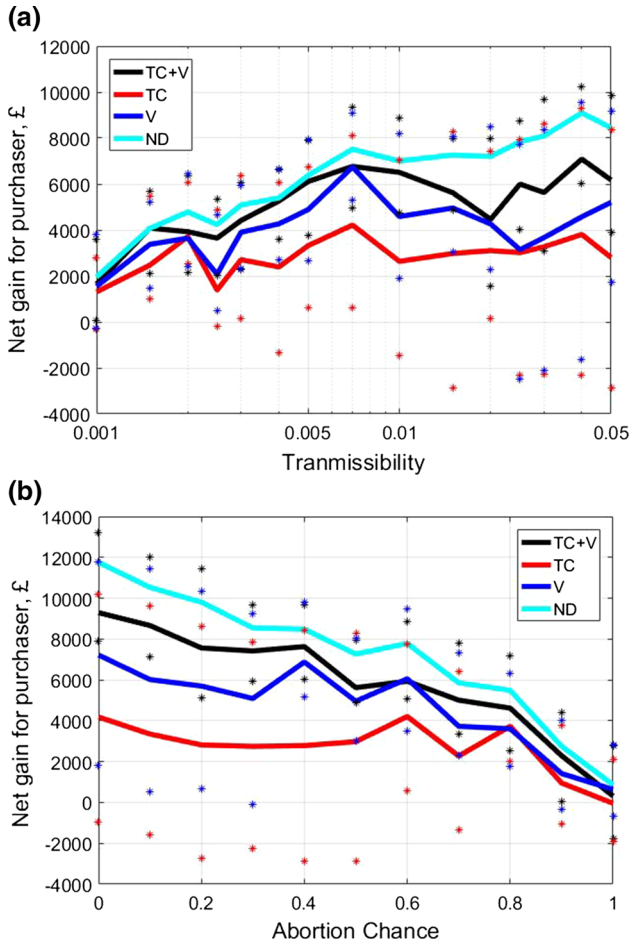 (a)
12000
10000
8000
6000
4000
2000
0
-2000
-4000
Net gain for purchaser, £
TC+V
TC
V
ND
0.001
0.005
0.01
0.05
Tranmissibility
(b)
14000
12000
10000
8000
6000
4000
2000
0
-2000
-4000
Net gain for purchaser, £
TC+V
TC
V
ND
0
0.2
0.4
0.6
0.8
1
Abortion Chance